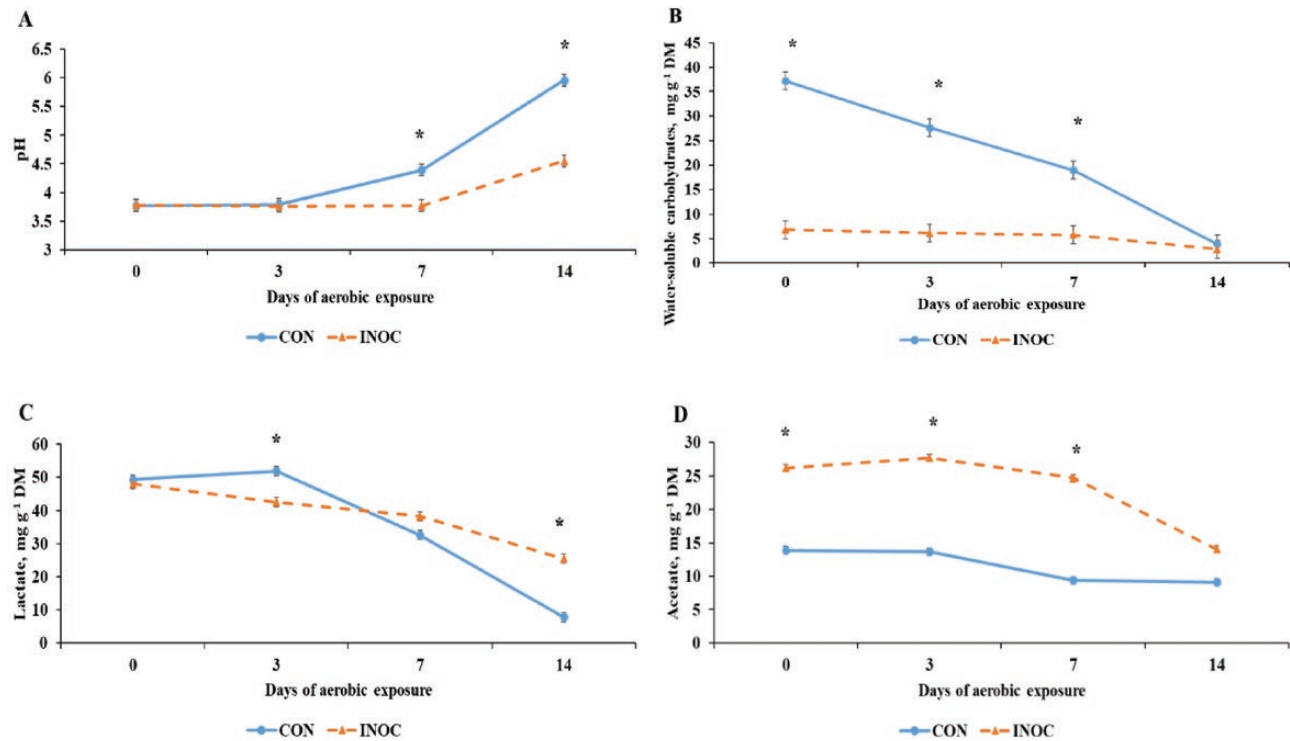 A
6.5
6
5.5
5
4.5
4
3.5
3
pH
*
*
0 3 7 14
Days of aerobic exposure
CON INOC
B
45
40
35
30
25
20
15
10
5
0
Water-soluble carbohydrates, mg g⁻¹ DM
*
*
*
0 3 7 14
Days of aerobic exposure
CON INOC
C
60
50
40
30
20
10
0
Lactate, mg g⁻¹ DM
*
*
0 3 7 14
Days of aerobic exposure
CON INOC
D
30
25
20
15
10
5
0
Acetate, mg g⁻¹ DM
*
*
*
0 3 7 14
Days of aerobic exposure
CON INOC